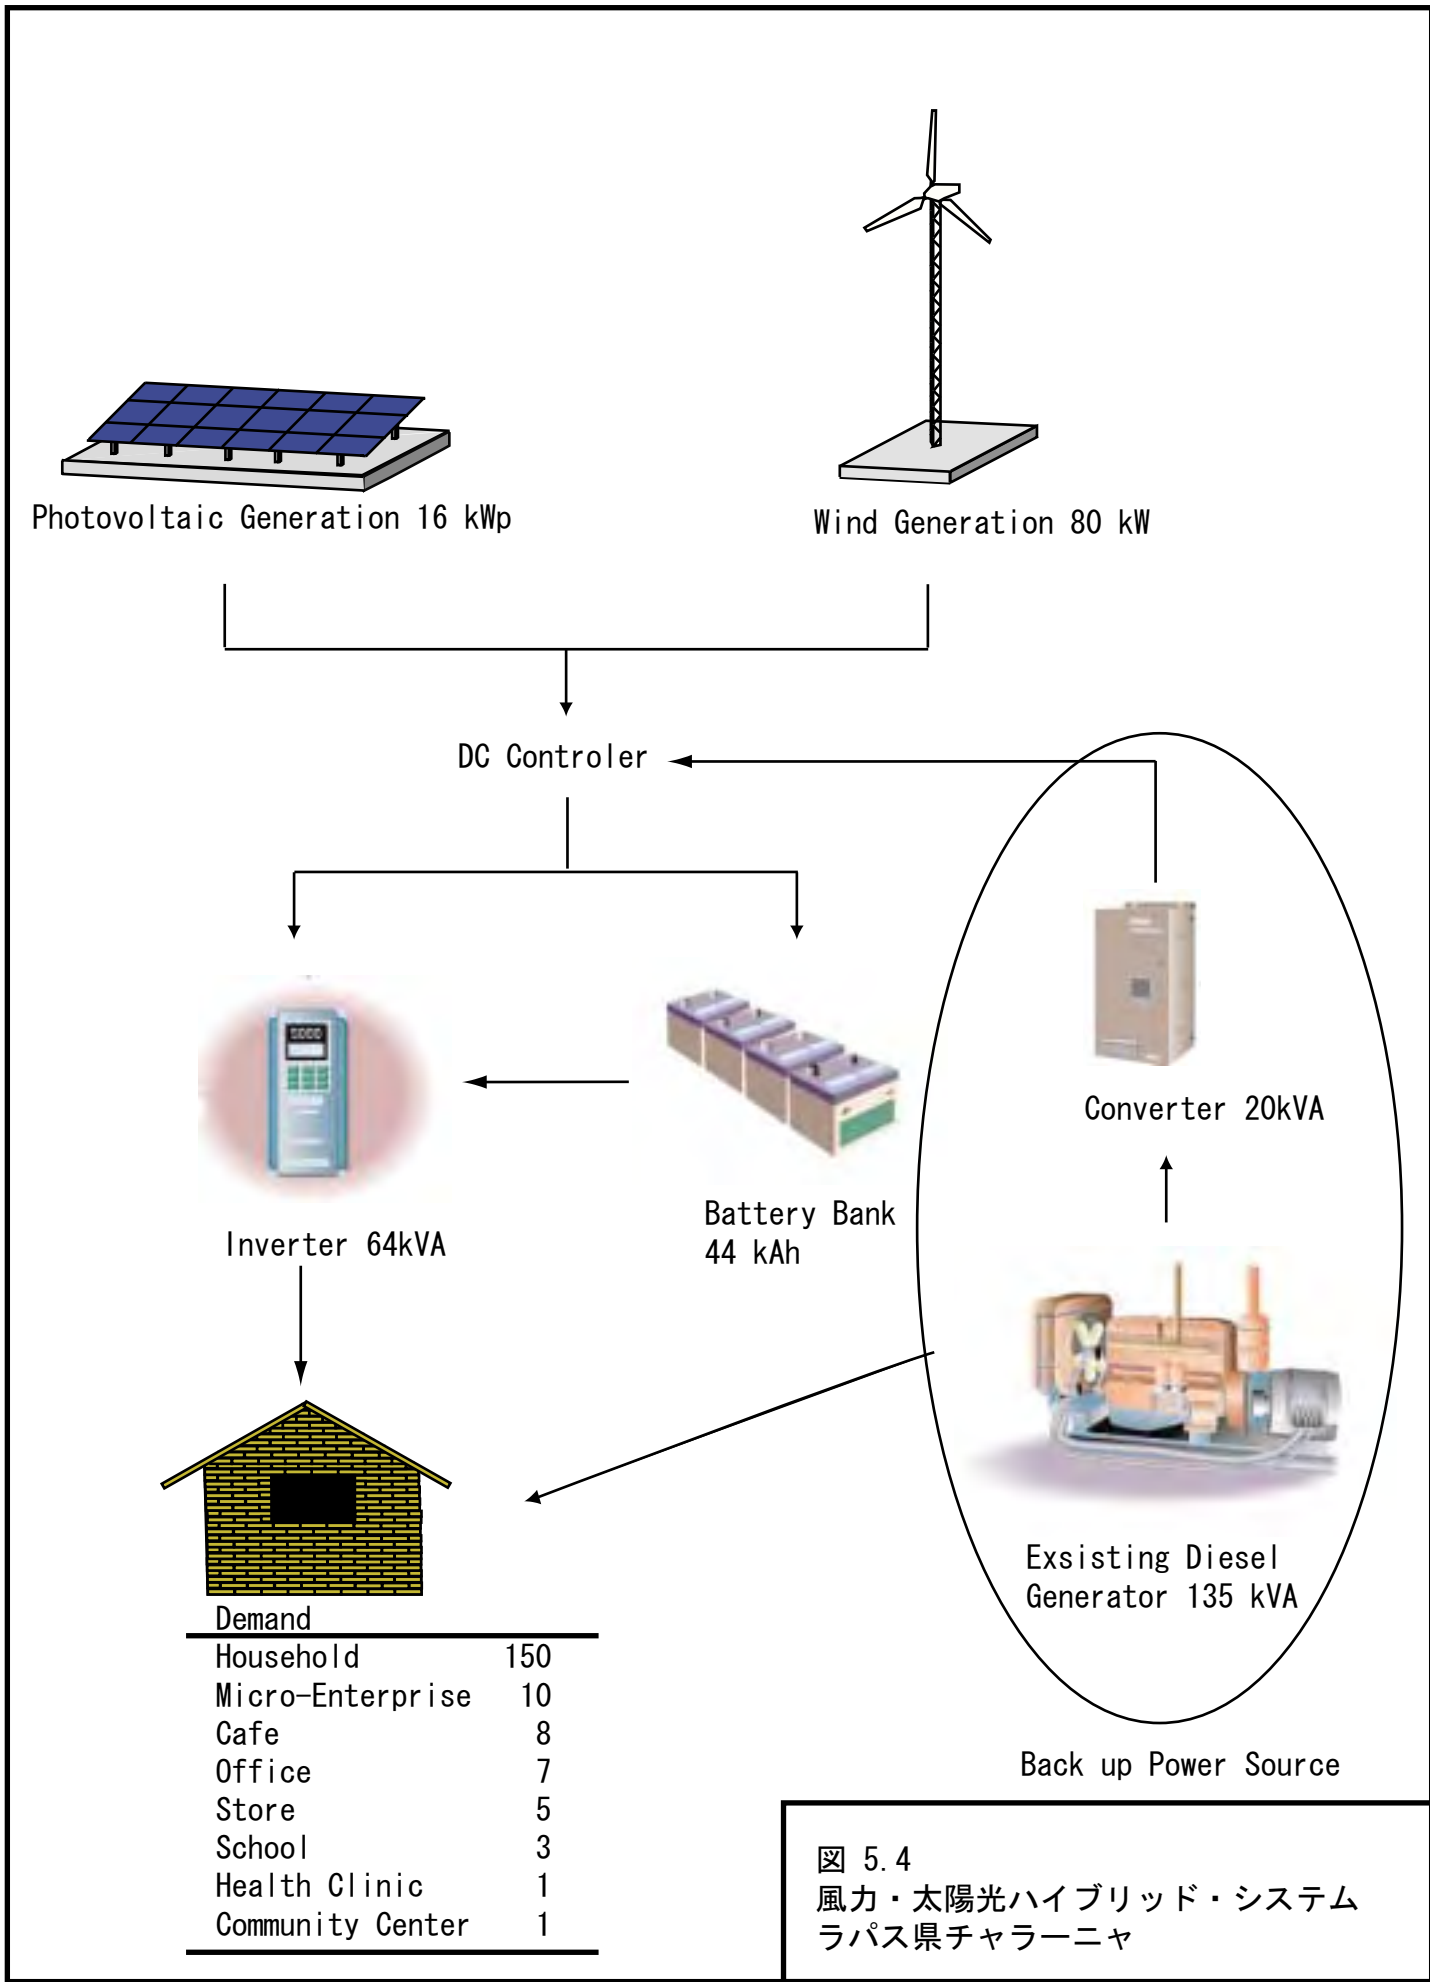 Photovoltaic Generation 16 kWp
Wind Generation 80 kW
DC Controler
Converter 20kVA
Battery Bank
44 kAh
Inverter 64kVA
Exsisting Diesel
Generator 135 kVA
Demand
Household 150
Micro-Enterprise 10
Cafe 8
Office 7
Store 5
School 3
Health Clinic 1
Community Center 1
Back up Power Source
図 5.4
風力・太陽光ハイブリッド・システム
ラパス県チャラーニャ